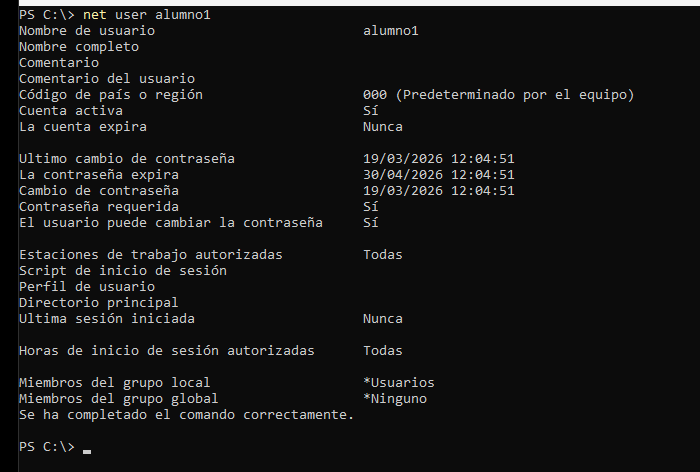 PS C:\> net user alumno1
Nombre de usuario                          alumno1
Nombre completo
Comentario
Comentario del usuario
Código de país o región                    000 (Predeterminado por el equipo)
Cuenta activa                              Sí
La cuenta expira                           Nunca

Ultimo cambio de contraseña                19/03/2026 12:04:51
La contraseña expira                       30/04/2026 12:04:51
Cambio de contraseña                       19/03/2026 12:04:51
Contraseña requerida                       Sí
El usuario puede cambiar la contraseña     Sí

Estaciones de trabajo autorizadas          Todas
Script de inicio de sesión
Perfil de usuario
Directorio principal
Ultima sesión iniciada                     Nunca

Horas de inicio de sesión autorizadas      Todas

Miembros del grupo local                   *Usuarios
Miembros del grupo global                  *Ninguno
Se ha completado el comando correctamente.

PS C:\> _